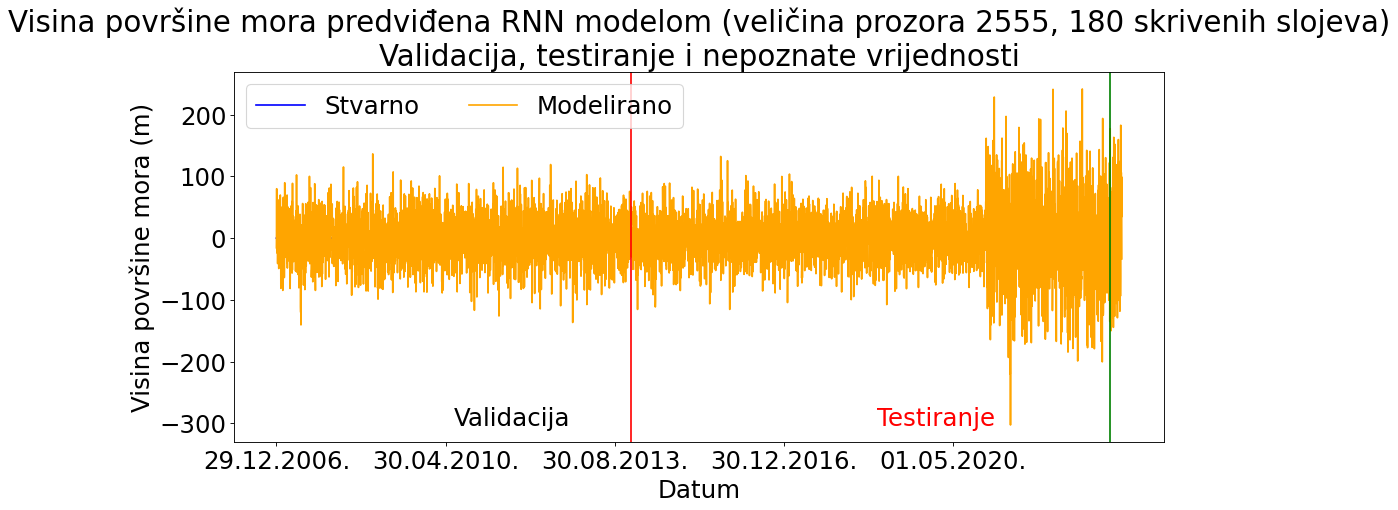 Visina površine mora predviđena RNN modelom (veličina prozora 2555, 180 skrivenih slojeva)
Validacija, testiranje i nepoznate vrijednosti
Stvarno
Modelirano
Visina površine mora (m)
200
100
0
−100
−200
−300
Validacija
Testiranje
29.12.2006.
30.04.2010.
30.08.2013.
30.12.2016.
01.05.2020.
Datum